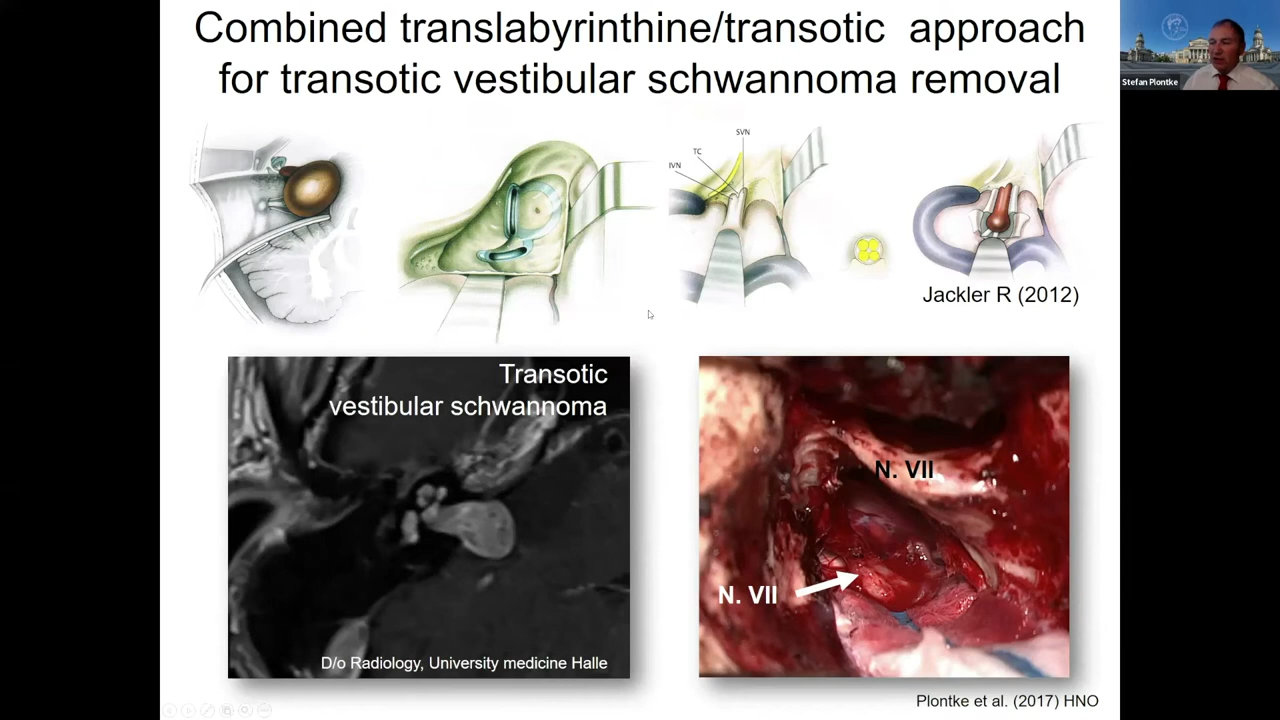 Combined translabyrinthine/transotic approach
for transotic vestibular schwannoma removal
Stefan Plontke
SVN
TC
IVN
Jackler R (2012)
Transotic
vestibular schwannoma
D/o Radiology, University medicine Halle
N. VII
N. VII
Plontke et al. (2017) HNO